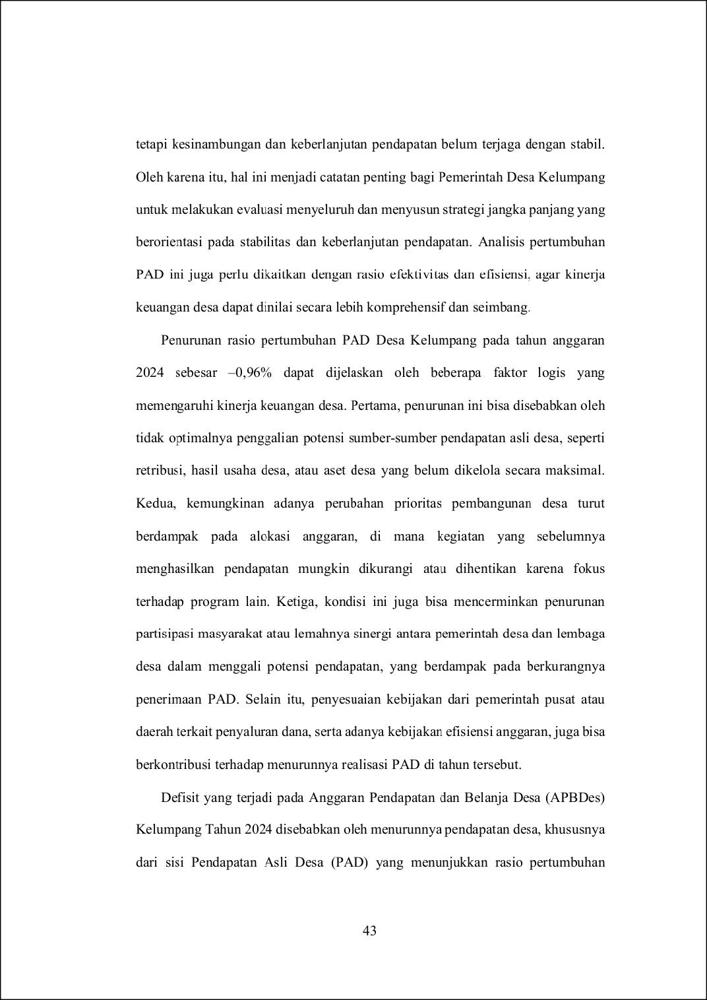 tetapi kesinambungan dan keberlanjutan pendapatan belum terjaga dengan stabil.
Oleh karena itu, hal ini menjadi catatan penting bagi Pemerintah Desa Kelumpang
untuk melakukan evaluasi menyeluruh dan menyusun strategi jangka panjang yang
berorientasi pada stabilitas dan keberlanjutan pendapatan. Analisis pertumbuhan
PAD ini juga perlu dikaitkan dengan rasio efektivitas dan efisiensi, agar kinerja
keuangan desa dapat dinilai secara lebih komprehensif dan seimbang.
Penurunan rasio pertumbuhan PAD Desa Kelumpang pada tahun anggaran
2024 sebesar –0,96% dapat dijelaskan oleh beberapa faktor logis yang
memengaruhi kinerja keuangan desa. Pertama, penurunan ini bisa disebabkan oleh
tidak optimalnya penggalian potensi sumber-sumber pendapatan asli desa, seperti
retribusi, hasil usaha desa, atau aset desa yang belum dikelola secara maksimal.
Kedua, kemungkinan adanya perubahan prioritas pembangunan desa turut
berdampak pada alokasi anggaran, di mana kegiatan yang sebelumnya
menghasilkan pendapatan mungkin dikurangi atau dihentikan karena fokus
terhadap program lain. Ketiga, kondisi ini juga bisa mencerminkan penurunan
partisipasi masyarakat atau lemahnya sinergi antara pemerintah desa dan lembaga
desa dalam menggali potensi pendapatan, yang berdampak pada berkurangnya
penerimaan PAD. Selain itu, penyesuaian kebijakan dari pemerintah pusat atau
daerah terkait penyaluran dana, serta adanya kebijakan efisiensi anggaran, juga bisa
berkontribusi terhadap menurunnya realisasi PAD di tahun tersebut.
Defisit yang terjadi pada Anggaran Pendapatan dan Belanja Desa (APBDes)
Kelumpang Tahun 2024 disebabkan oleh menurunnya pendapatan desa, khususnya
dari sisi Pendapatan Asli Desa (PAD) yang menunjukkan rasio pertumbuhan
43